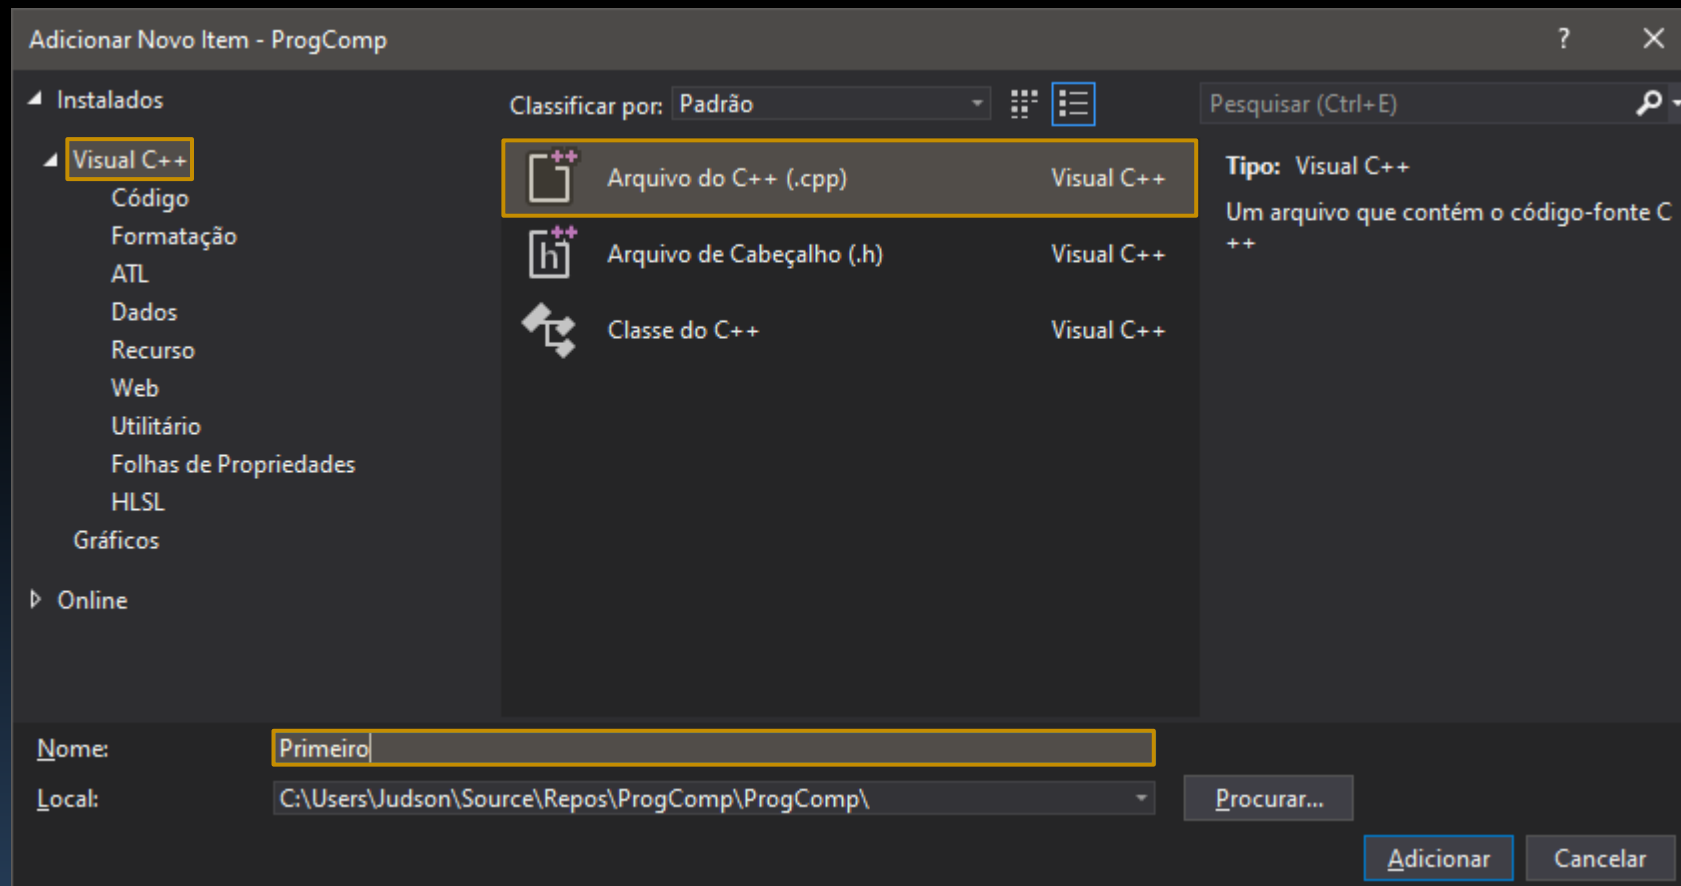 Adicionar Novo Item - ProgComp
?
Instalados
Visual C++
Código
Formatação
ATL
Dados
Recurso
Web
Utilitário
Folhas de Propriedades
HLSL
Gráficos
Online
Classificar por: Padrão
Arquivo do C++ (.cpp) Visual C++
Arquivo de Cabeçalho (.h) Visual C++
Classe do C++ Visual C++
Pesquisar (Ctrl+E)
Tipo: Visual C++
Um arquivo que contém o código-fonte C
++
Nome: Primeiro
Local: C:\Users\Judson\Source\Repos\ProgComp\ProgComp\ Procurar...
Adicionar Cancelar